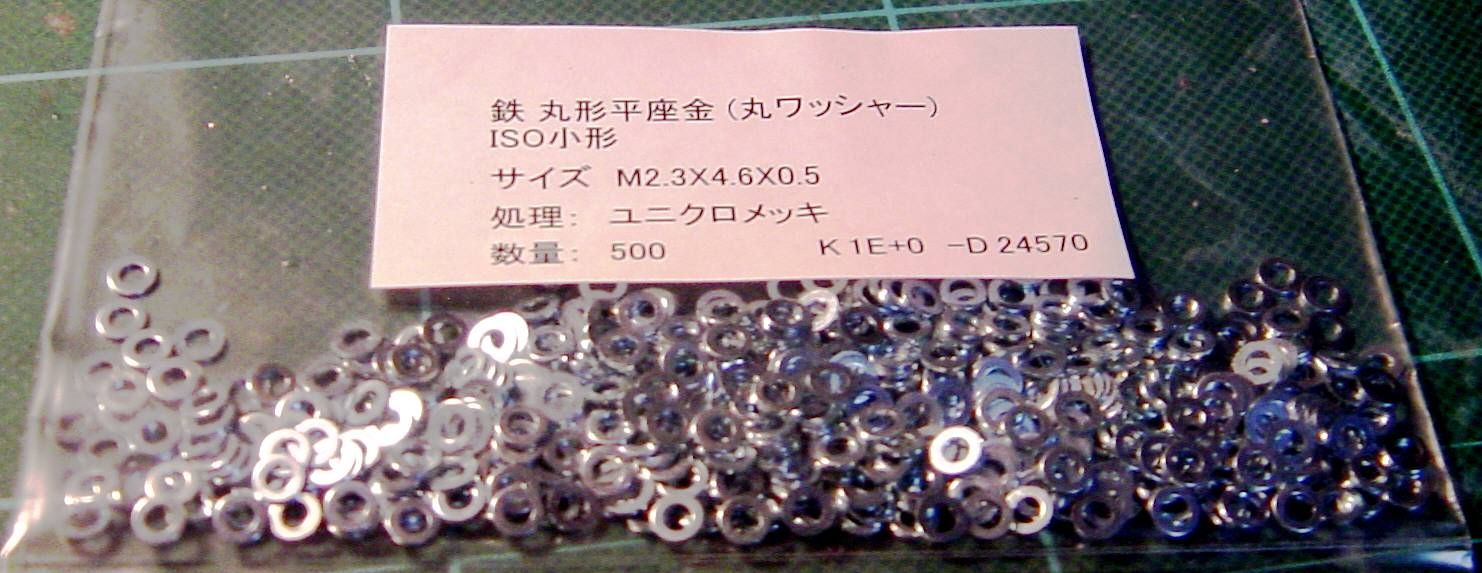 鉄 丸形平座金 (丸ワッシャー)
ISO小形
サイズ M2.3X4.6X0.5
処理: ユニクロメッキ
数量: 500 K 1E+0 -D 24570